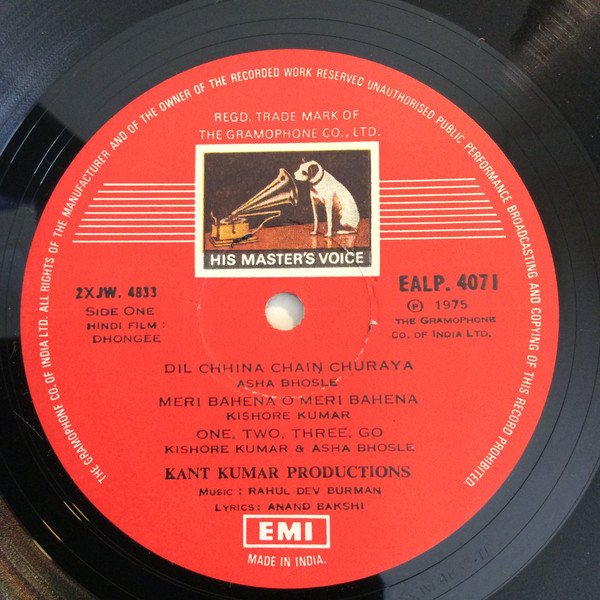 THE GRAMOPHONE CO. OF INDIA LTD. ALL RIGHTS OF THE MANUFACTURER AND OF THE OWNER OF THE RECORDED WORK RESERVED UNAUTHORISED PUBLIC PERFORMANCE BROADCASTING AND COPYING OF THIS RECORD PROHIBITED.
REGD. TRADE MARK OF
THE GRAMOPHONE CO., LTD.
HIS MASTER'S VOICE
2XJW. 4833
SIDE ONE
HINDI FILM :
DHONGEE
EALP. 4071
Ⓟ 1975
THE GRAMOPHONE
CO. OF INDIA LTD.
DIL CHHINA CHAIN CHURAYA
ASHA BHOSLE
MERI BAHENA O MERI BAHENA
KISHORE KUMAR
ONE, TWO, THREE, GO
KISHORE KUMAR & ASHA BHOSLE
KANT KUMAR PRODUCTIONS
MUSIC : RAHUL DEV BURMAN
LYRICS: ANAND BAKSHI
EMI
MADE IN INDIA.